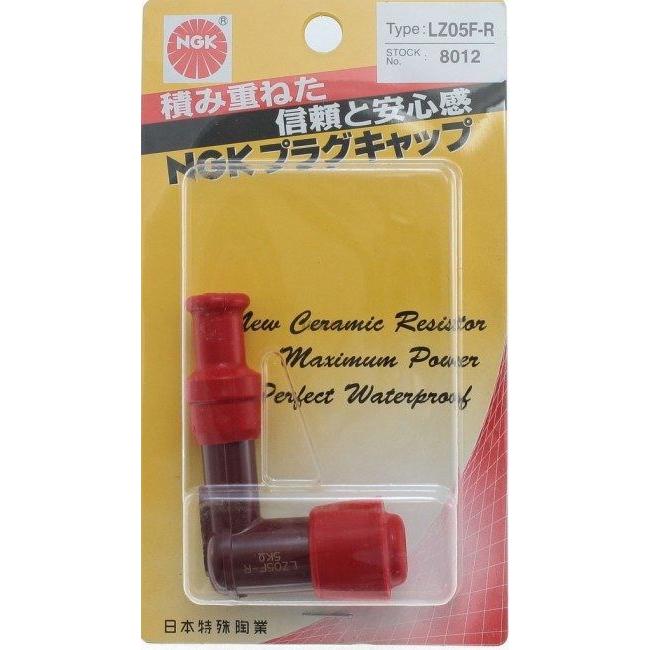 NGK
®
Type: LZ05F-R
STOCK No. : 8012
積み重ねた
信頼と安心感
NGKプラグキャップ
New Ceramic Resistor
Maximum Power
Perfect Waterproof
LZ05F-R
5KΩ
日本特殊陶業